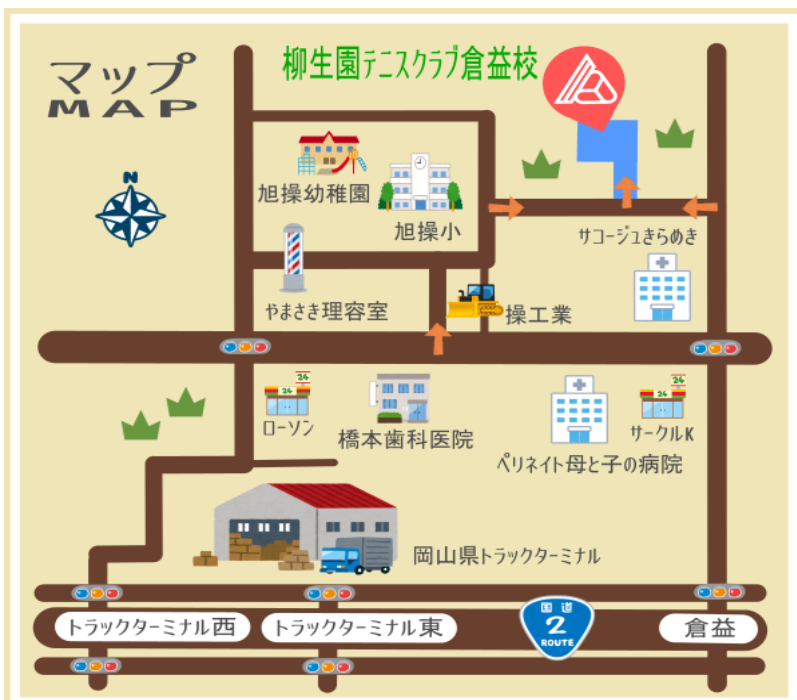 マップ
MAP
柳生園テニスクラブ倉益校
N
旭操幼稚園
旭操小
サコージュきらめき
やまさき理容室
操工業
24
24
ローソン
橋本歯科医院
24
24
サークルK
ペリネイト母と子の病院
岡山県トラックターミナル
トラックターミナル西
トラックターミナル東
国道
2
ROUTE
倉益